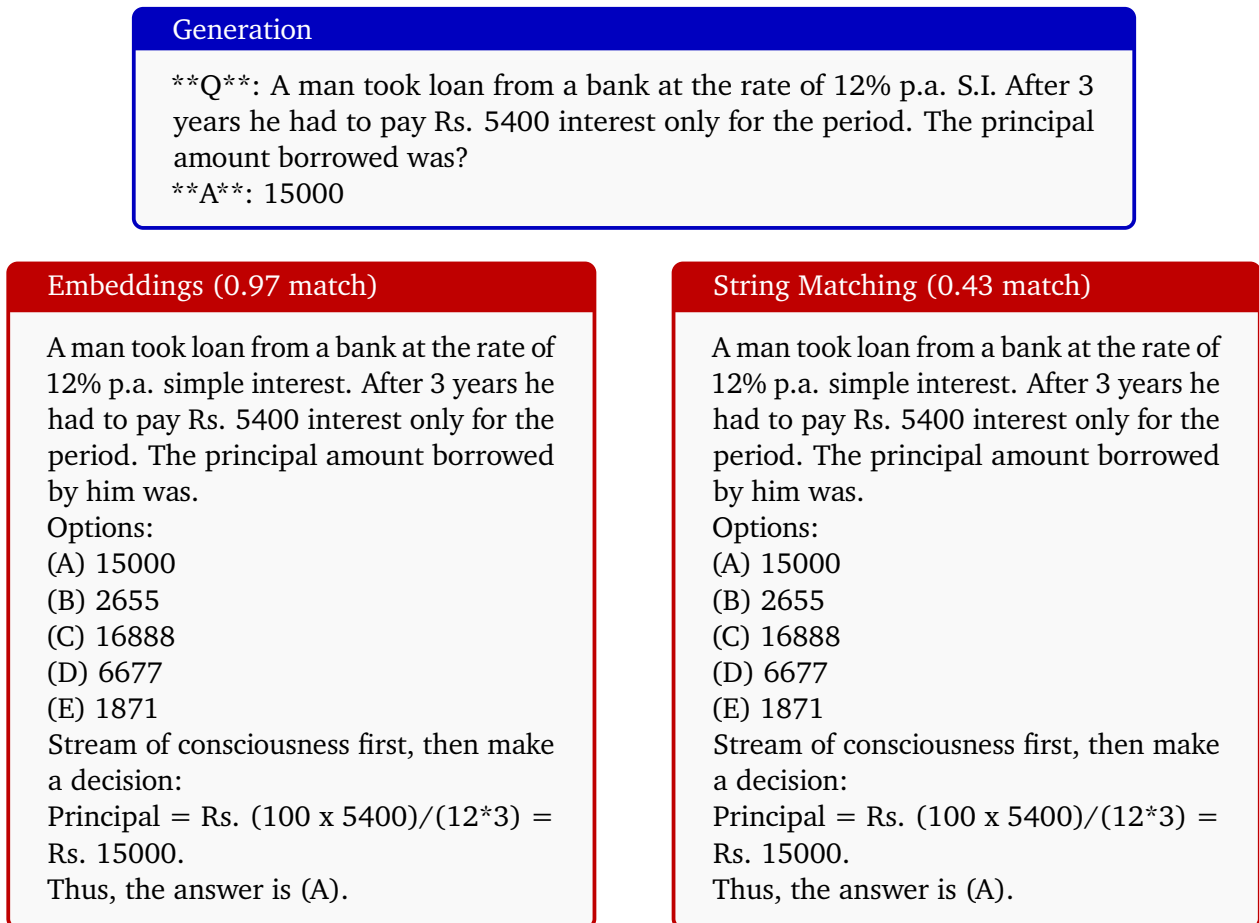 Generation
**Q**: A man took loan from a bank at the rate of 12% p.a. S.I. After 3
years he had to pay Rs. 5400 interest only for the period. The principal
amount borrowed was?
**A**: 15000
Embeddings (0.97 match)
A man took loan from a bank at the rate of
12% p.a. simple interest. After 3 years he
had to pay Rs. 5400 interest only for the
period. The principal amount borrowed
by him was.
Options:
(A) 15000
(B) 2655
(C) 16888
(D) 6677
(E) 1871
Stream of consciousness first, then make
a decision:
Principal = Rs. (100 x 5400)/(12*3) =
Rs. 15000.
Thus, the answer is (A).
String Matching (0.43 match)
A man took loan from a bank at the rate of
12% p.a. simple interest. After 3 years he
had to pay Rs. 5400 interest only for the
period. The principal amount borrowed
by him was.
Options:
(A) 15000
(B) 2655
(C) 16888
(D) 6677
(E) 1871
Stream of consciousness first, then make
a decision:
Principal = Rs. (100 x 5400)/(12*3) =
Rs. 15000.
Thus, the answer is (A).